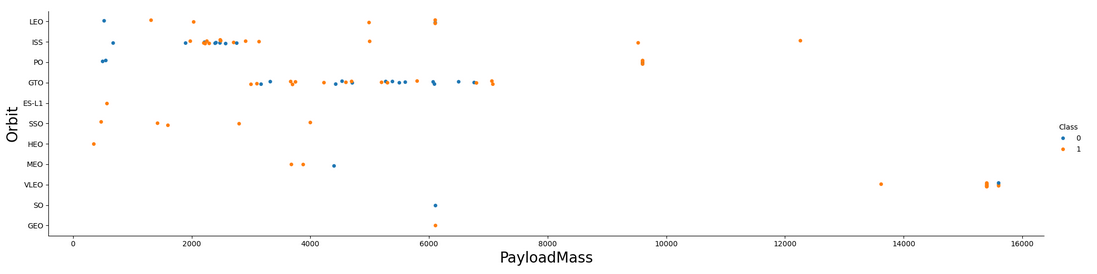 LEO
ISS
PO
GTO
ES-L1
SSO
HEO
MEO
VLEO
SO
GEO
Orbit
0 2000 4000 6000 8000 10000 12000 14000 16000
PayloadMass
Class
0
1